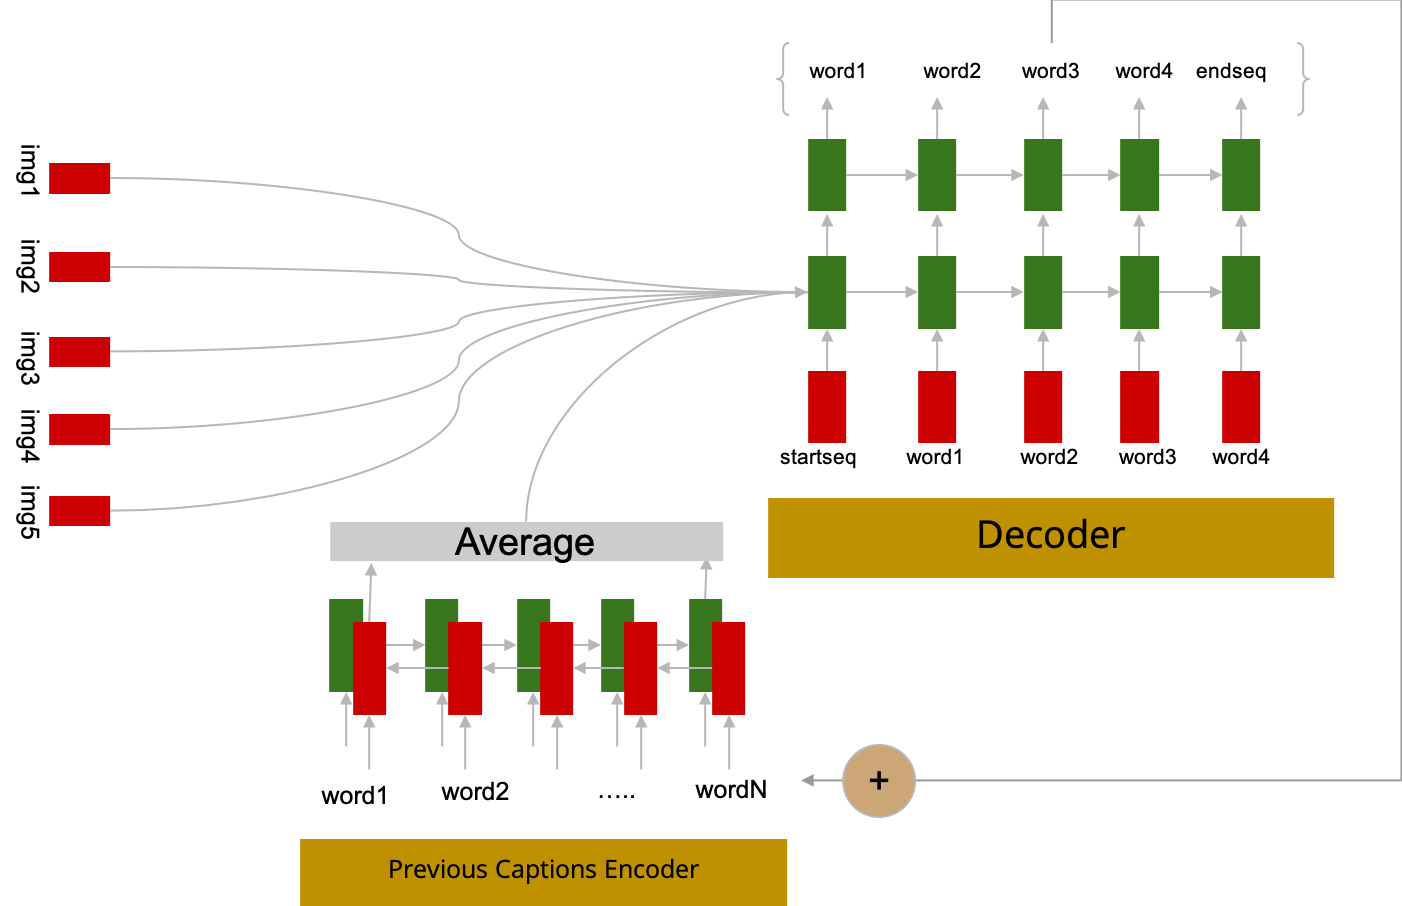 word1 word2 word3 word4 endseq
img1
img2
img3
img4
img5
startseq word1 word2 word3 word4
Decoder
Average
word1 word2 ..... wordN
+
Previous Captions Encoder